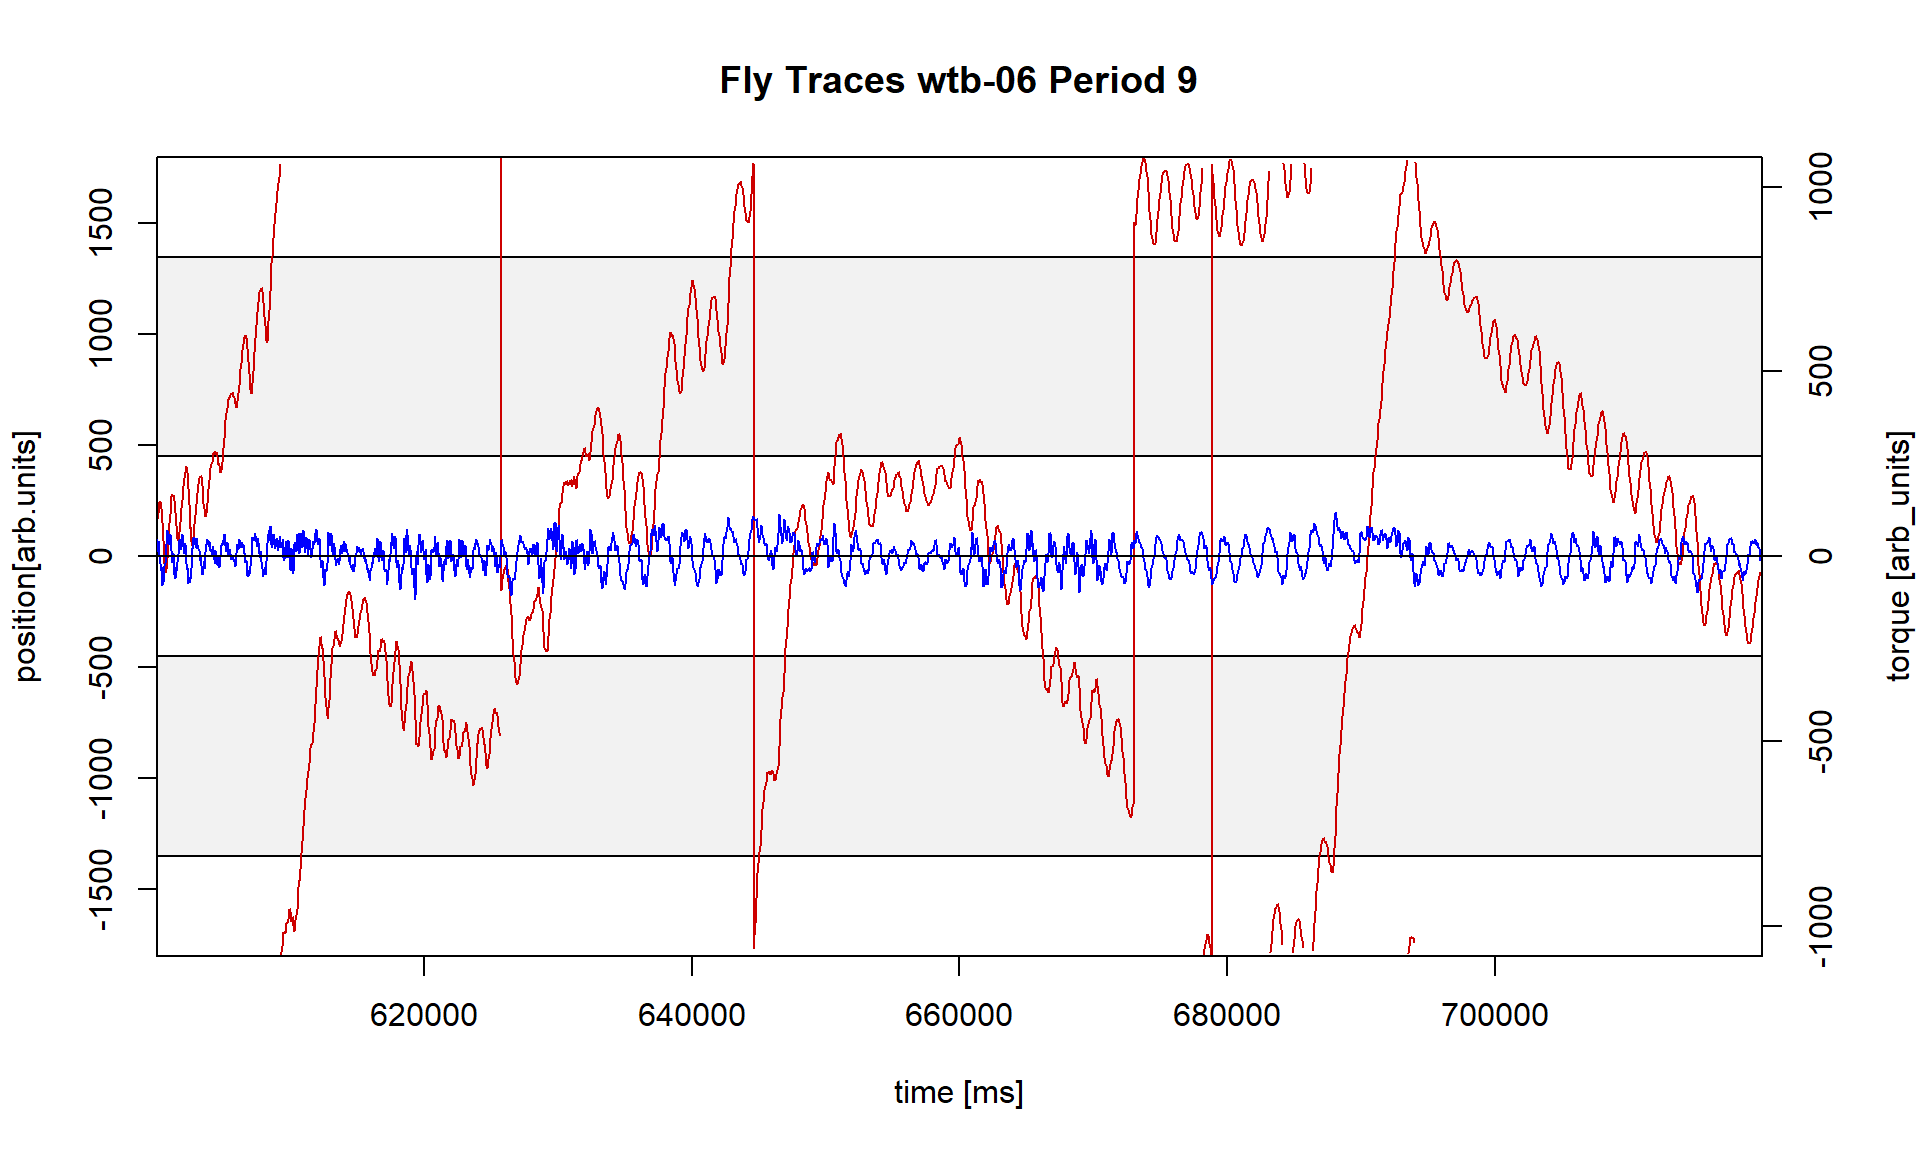 Fly Traces wtb-06 Period 9
position[arb.units]
1500
1000
500
0
-500
-1000
-1500
1000
500
0
-500
-1000
torque [arb_units]
620000 640000 660000 680000 700000
time [ms]